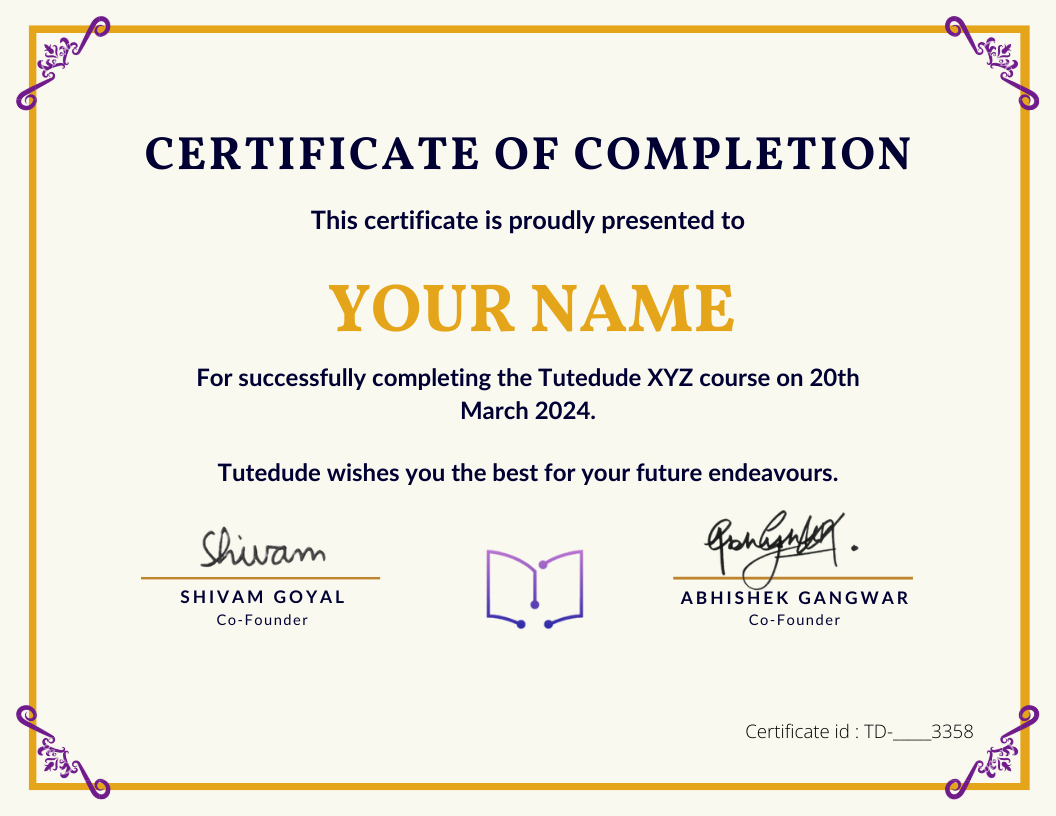 CERTIFICATE OF COMPLETION
This certificate is proudly presented to
YOUR NAME
For successfully completing the Tutedude XYZ course on 20th
March 2024.
Tutedude wishes you the best for your future endeavours.
Shivam
SHIVAM GOYAL
Co-Founder
ABHISHEK GANGWAR
Co-Founder
Certificate id : TD-_____3358